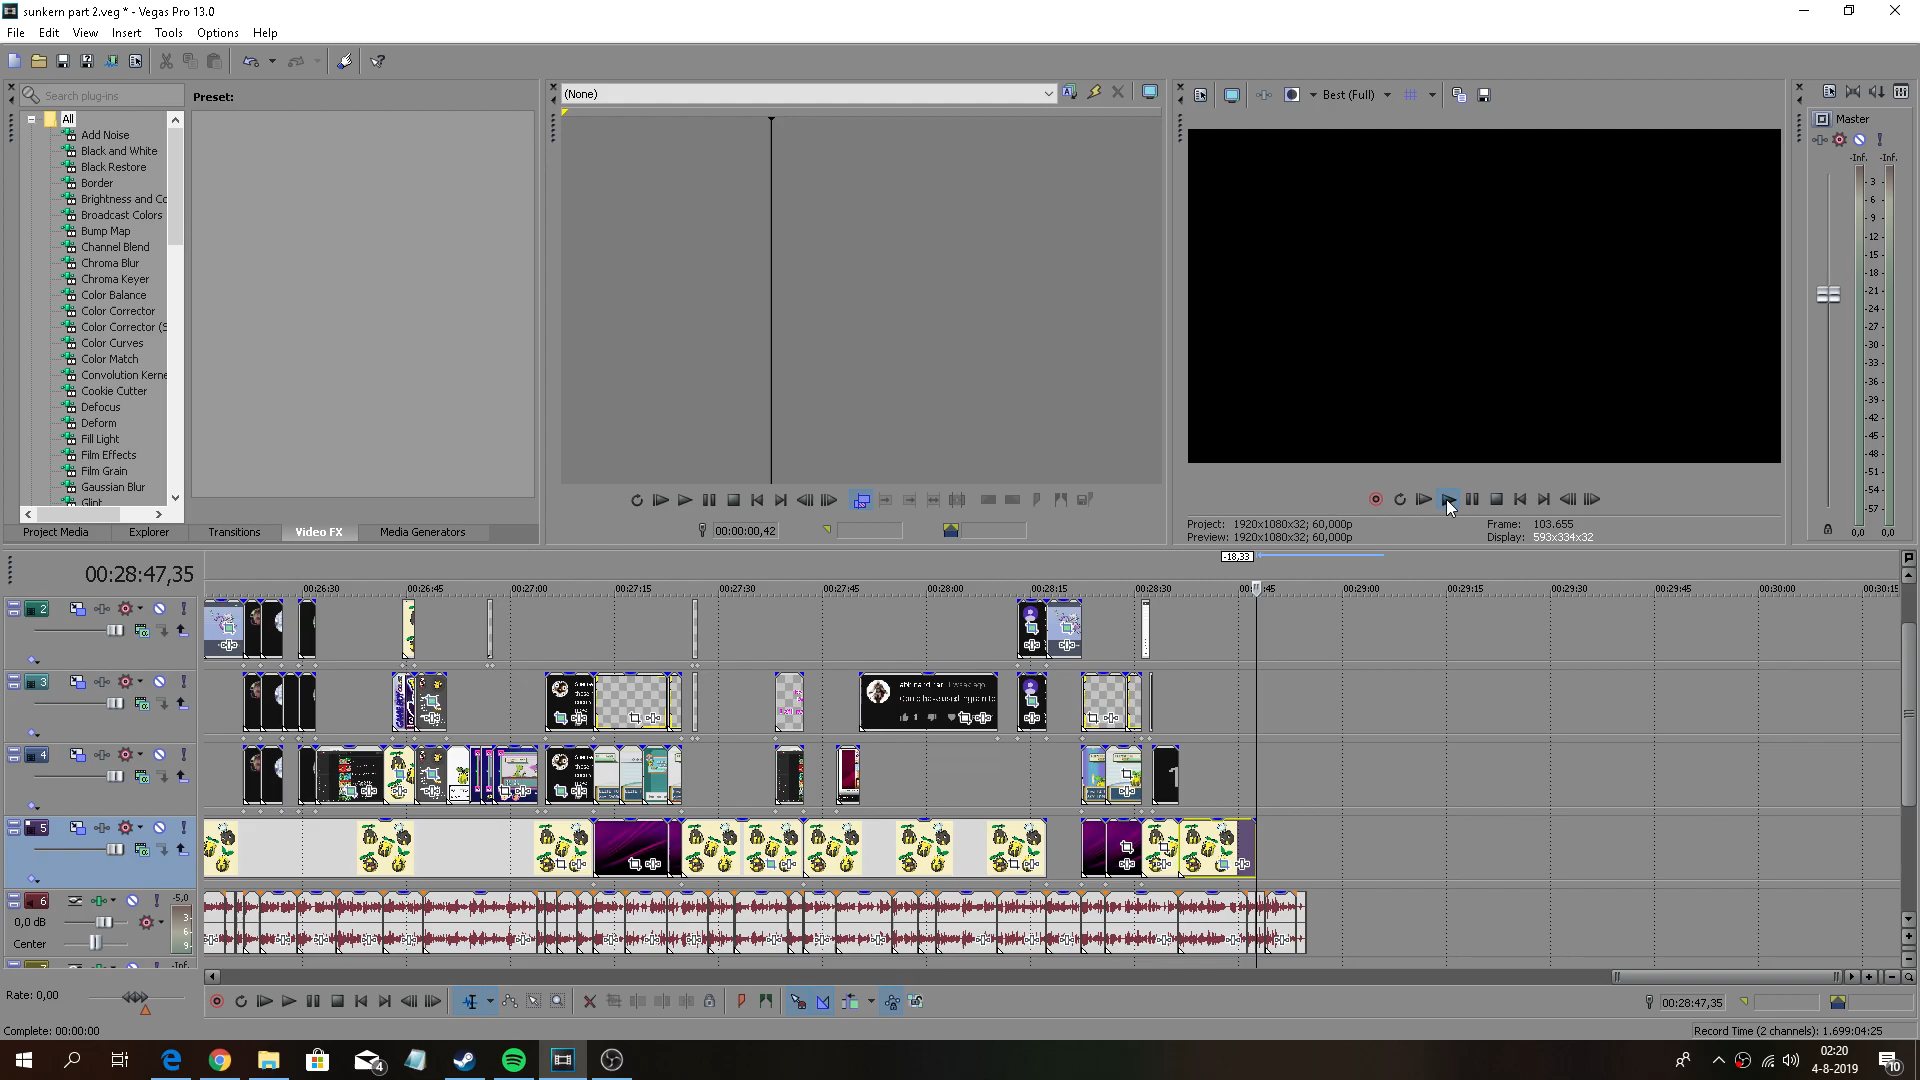 sunkern part 2.veg * - Vegas Pro 13.0
File Edit View Insert Tools Options Help
Search plug-ins
Preset:
(None)
Best (Full)
Master
All
Add Noise
Black and White
Black Restore
Border
Brightness and Co
Broadcast Colors
Bump Map
Channel Blend
Chroma Blur
Chroma Keyer
Color Balance
Color Corrector
Color Corrector (S
Color Curves
Color Match
Convolution Kerne
Cookie Cutter
Defocus
Deform
Fill Light
Film Effects
Film Grain
Gaussian Blur
Glint
-Inf. -Inf.
- 3 -
- 6 -
- 9 -
-12-
-15-
-18-
-21-
-24-
-27-
-30-
-33-
-36-
-39-
-42-
-45-
-48-
-51-
-54-
-57-
0,0 0,0
Project Media Explorer Transitions Video FX Media Generators
00:00:00,42
Project: 1920x1080x32; 60,000p Frame: 103.655
Preview: 1920x1080x32; 60,000p Display: 593x334x32
-18,33
00:28:47,35
00:26:30 00:26:45 00:27:00 00:27:15 00:27:30 00:27:45 00:28:00 00:28:15 00:28:30 00:28:45 00:29:00 00:29:15 00:29:30 00:29:45 00:30:00 00:30:15
2
3
4
5
6
-5,0
0,0 dB
3-
6-
9-
Center
-Inf.
Rate: 0,00
00:28:47,35
Complete: 00:00:00
Record Time (2 channels): 1.699:04:25
4
02:20
4-8-2019
10